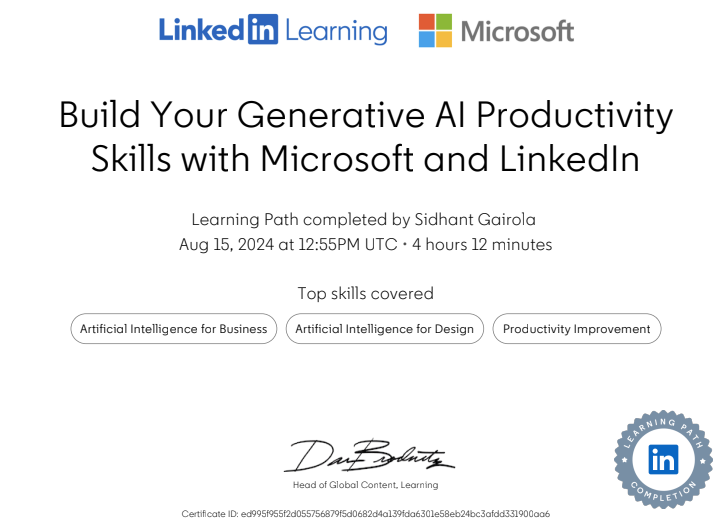 Linked in Learning Microsoft
Build Your Generative AI Productivity
Skills with Microsoft and LinkedIn
Learning Path completed by Sidhant Gairola
Aug 15, 2024 at 12:55PM UTC • 4 hours 12 minutes
Top skills covered
Artificial Intelligence for Business Artificial Intelligence for Design Productivity Improvement
Head of Global Content, Learning
LEARNING PATH
in
COMPLETION
Certificate ID: ed995f955f2d055756879f5d0682d4a139fda6301e58eb24bc3afdd331900aa6